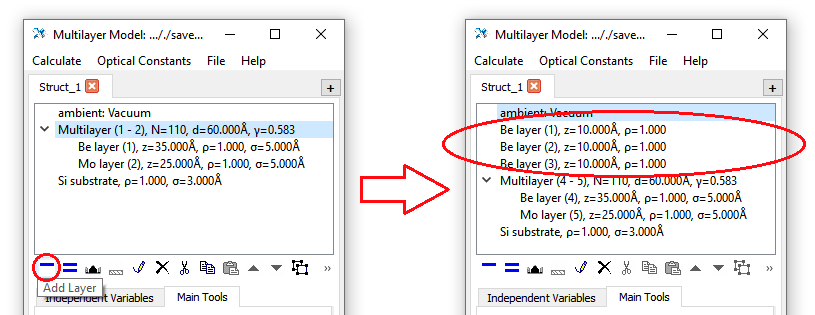 Multilayer Model: .../../save...
Calculate Optical Constants File Help
Struct_1
+
ambient: Vacuum
Multilayer (1 - 2), N=110, d=60.000Å, γ=0.583
Be layer (1), z=35.000Å, ρ=1.000, σ=5.000Å
Mo layer (2), z=25.000Å, ρ=1.000, σ=5.000Å
Si substrate, ρ=1.000, σ=3.000Å
Add Layer
Independent Variables Main Tools
Multilayer Model: .../../save...
Calculate Optical Constants File Help
Struct_1
+
ambient: Vacuum
Be layer (1), z=10.000Å, ρ=1.000
Be layer (2), z=10.000Å, ρ=1.000
Be layer (3), z=10.000Å, ρ=1.000
Multilayer (4 - 5), N=110, d=60.000Å, γ=0.583
Be layer (4), z=35.000Å, ρ=1.000, σ=5.000Å
Mo layer (5), z=25.000Å, ρ=1.000, σ=5.000Å
Si substrate, ρ=1.000, σ=3.000Å
Independent Variables Main Tools